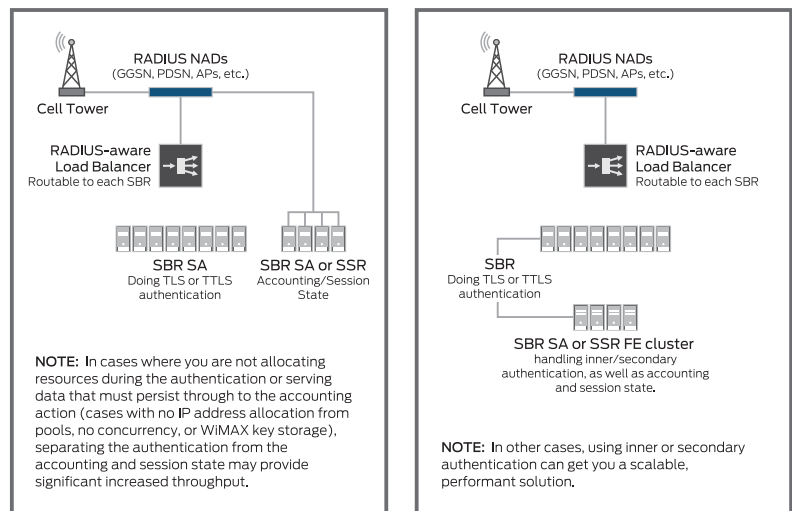 RADIUS NADs
(GGSN, PDSN, APs, etc.)
Cell Tower
RADIUS-aware
Load Balancer
Routable to each SBR
SBR SA
Doing TLS or TTLS
authentication
SBR SA or SSR
Accounting/Session
State
NOTE: In cases where you are not allocating
resources during the authentication or serving
data that must persist through to the accounting
action (cases with no IP address allocation from
pools, no concurrency, or WiMAX key storage),
separating the authentication from the
accounting and session state may provide
significant increased throughput.
RADIUS NADs
(GGSN, PDSN, APs, etc.)
Cell Tower
RADIUS-aware
Load Balancer
Routable to each SBR
SBR
Doing TLS or TTLS
authentication
SBR SA or SSR FE cluster
handling inner/secondary
authentication, as well as accounting
and session state.
NOTE: In other cases, using inner or secondary
authentication can get you a scalable,
performant solution.